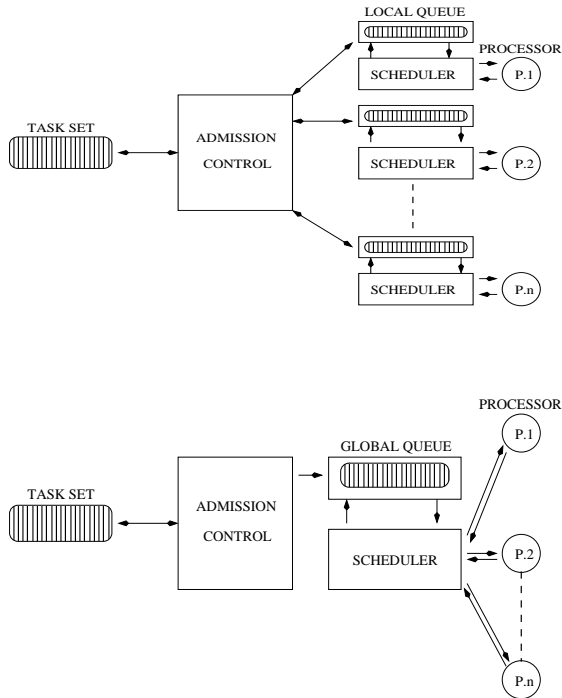 LOCAL QUEUE
PROCESSOR
SCHEDULER
P.1
TASK SET
ADMISSION
CONTROL
SCHEDULER
P.2
SCHEDULER
P.n
PROCESSOR
P.1
GLOBAL QUEUE
TASK SET
ADMISSION
CONTROL
SCHEDULER
P.2
P.n